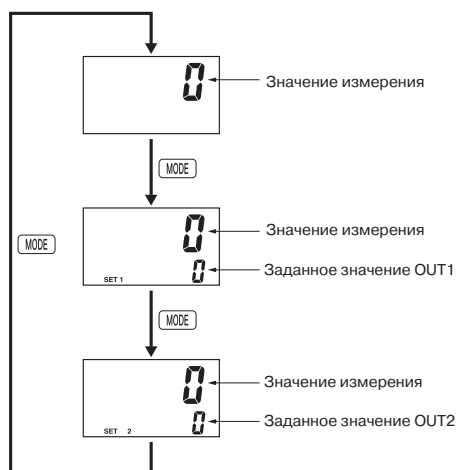 0 Значение измерения
MODE
0 Значение измерения
MODE
SET 1 0 Заданное значение OUT1
MODE
0 Значение измерения
SET 2 0 Заданное значение OUT2